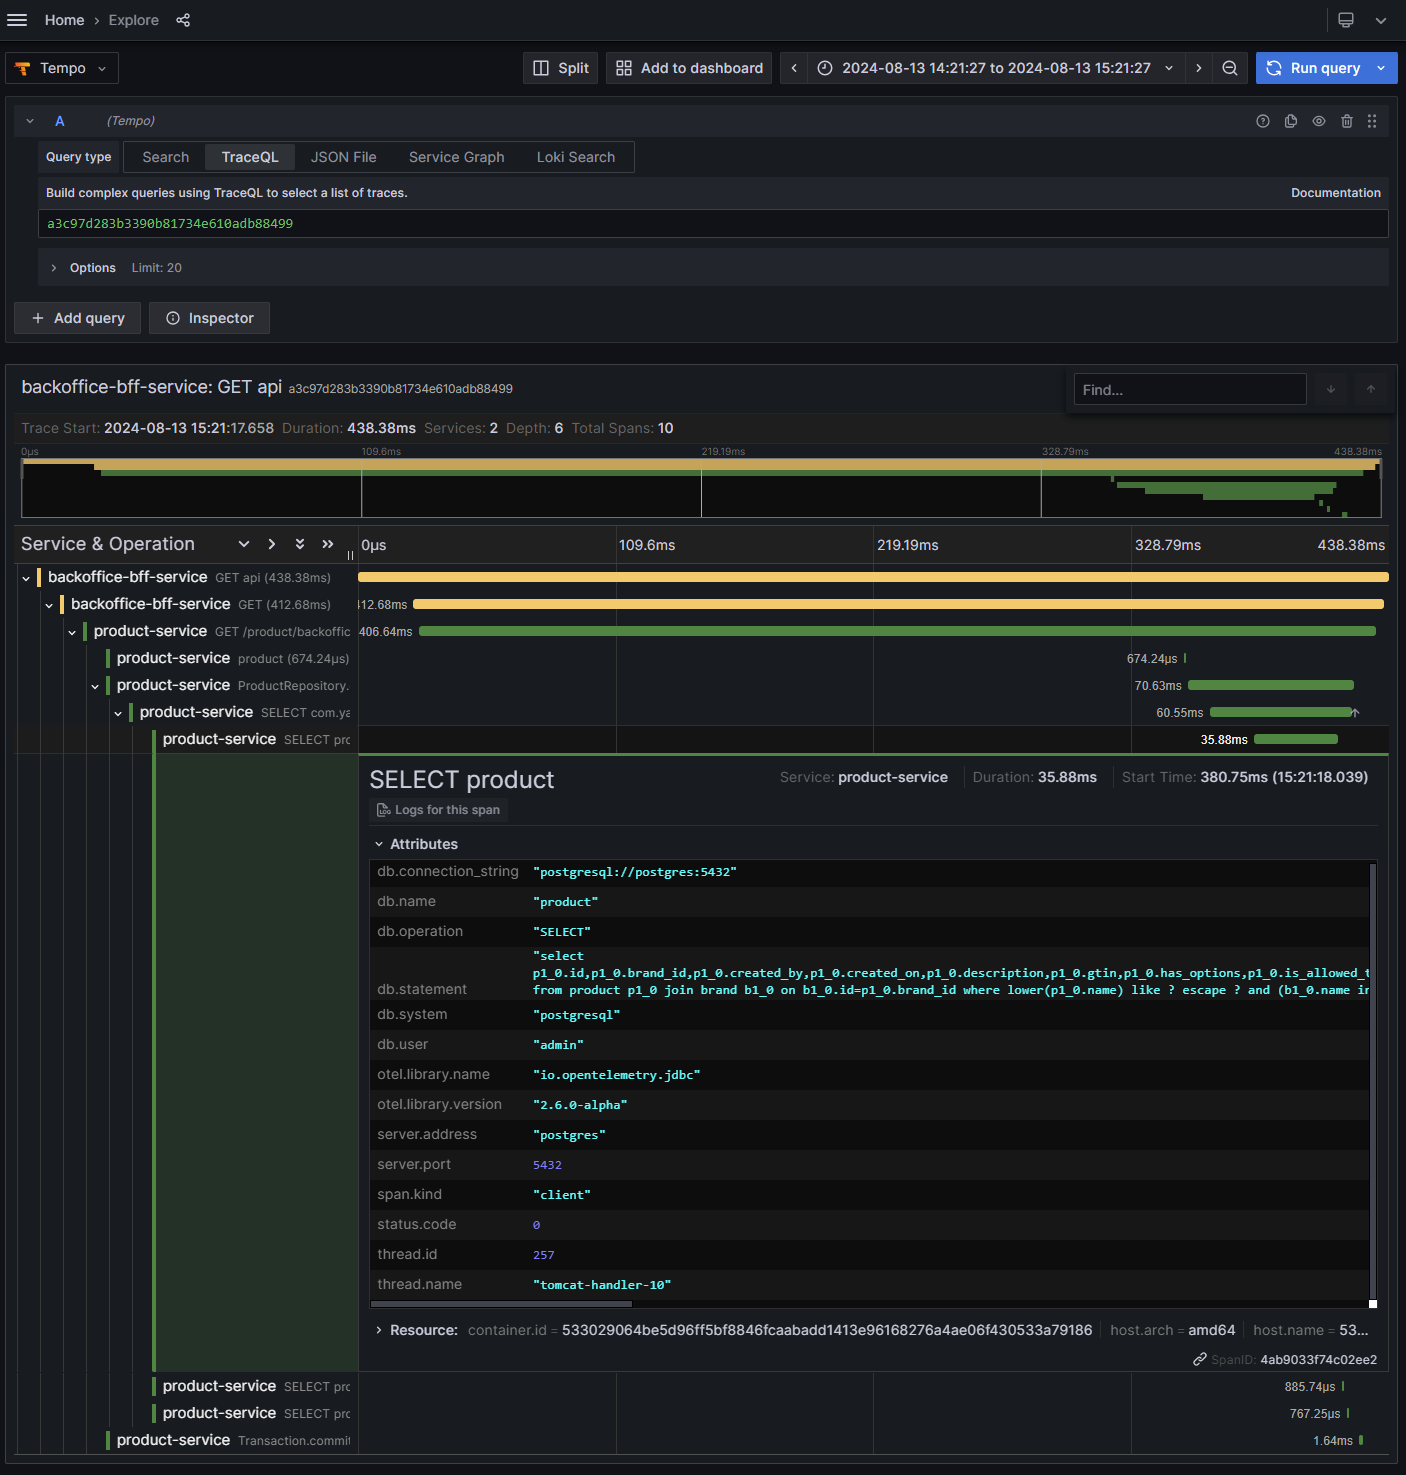 Home › Explore
Tempo
Split
Add to dashboard
2024-08-13 14:21:27 to 2024-08-13 15:21:27
Run query
A (Tempo)
Query type Search TraceQL JSON File Service Graph Loki Search
Build complex queries using TraceQL to select a list of traces. Documentation
a3c97d283b3390b81734e610adb88499
Options Limit: 20
+ Add query
Inspector
backoffice-bff-service: GET api a3c97d283b3390b81734e610adb88499
Find...
Trace Start: 2024-08-13 15:21:17.658 Duration: 438.38ms Services: 2 Depth: 6 Total Spans: 10
0μs 109.6ms 219.19ms 328.79ms 438.38ms
Service & Operation 0μs 109.6ms 219.19ms 328.79ms 438.38ms
backoffice-bff-service GET api (438.38ms)
backoffice-bff-service GET (412.68ms) 412.68ms
product-service GET /product/backoffic 406.64ms
product-service product (674.24μs) 674.24μs
product-service ProductRepository. 70.63ms
product-service SELECT com.ya 60.55ms
product-service SELECT prc 35.88ms
SELECT product Service: product-service Duration: 35.88ms Start Time: 380.75ms (15:21:18.039)
Logs for this span
Attributes
db.connection_string "postgresql://postgres:5432"
db.name "product"
db.operation "SELECT"
"select
p1_0.id,p1_0.brand_id,p1_0.created_by,p1_0.created_on,p1_0.description,p1_0.gtin,p1_0.has_options,p1_0.is_allowed_t
db.statement from product p1_0 join brand b1_0 on b1_0.id=p1_0.brand_id where lower(p1_0.name) like ? escape ? and (b1_0.name in
db.system "postgresql"
db.user "admin"
otel.library.name "io.opentelemetry.jdbc"
otel.library.version "2.6.0-alpha"
server.address "postgres"
server.port 5432
span.kind "client"
status.code 0
thread.id 257
thread.name "tomcat-handler-10"
Resource: container.id = 533029064be5d96ff5bf8846fcaabadd1413e96168276a4ae06f430533a79186 host.arch = amd64 host.name = 53...
SpanID: 4ab9033f74c02ee2
product-service SELECT prc 885.74μs
product-service SELECT prc 767.25μs
product-service Transaction.commit 1.64ms